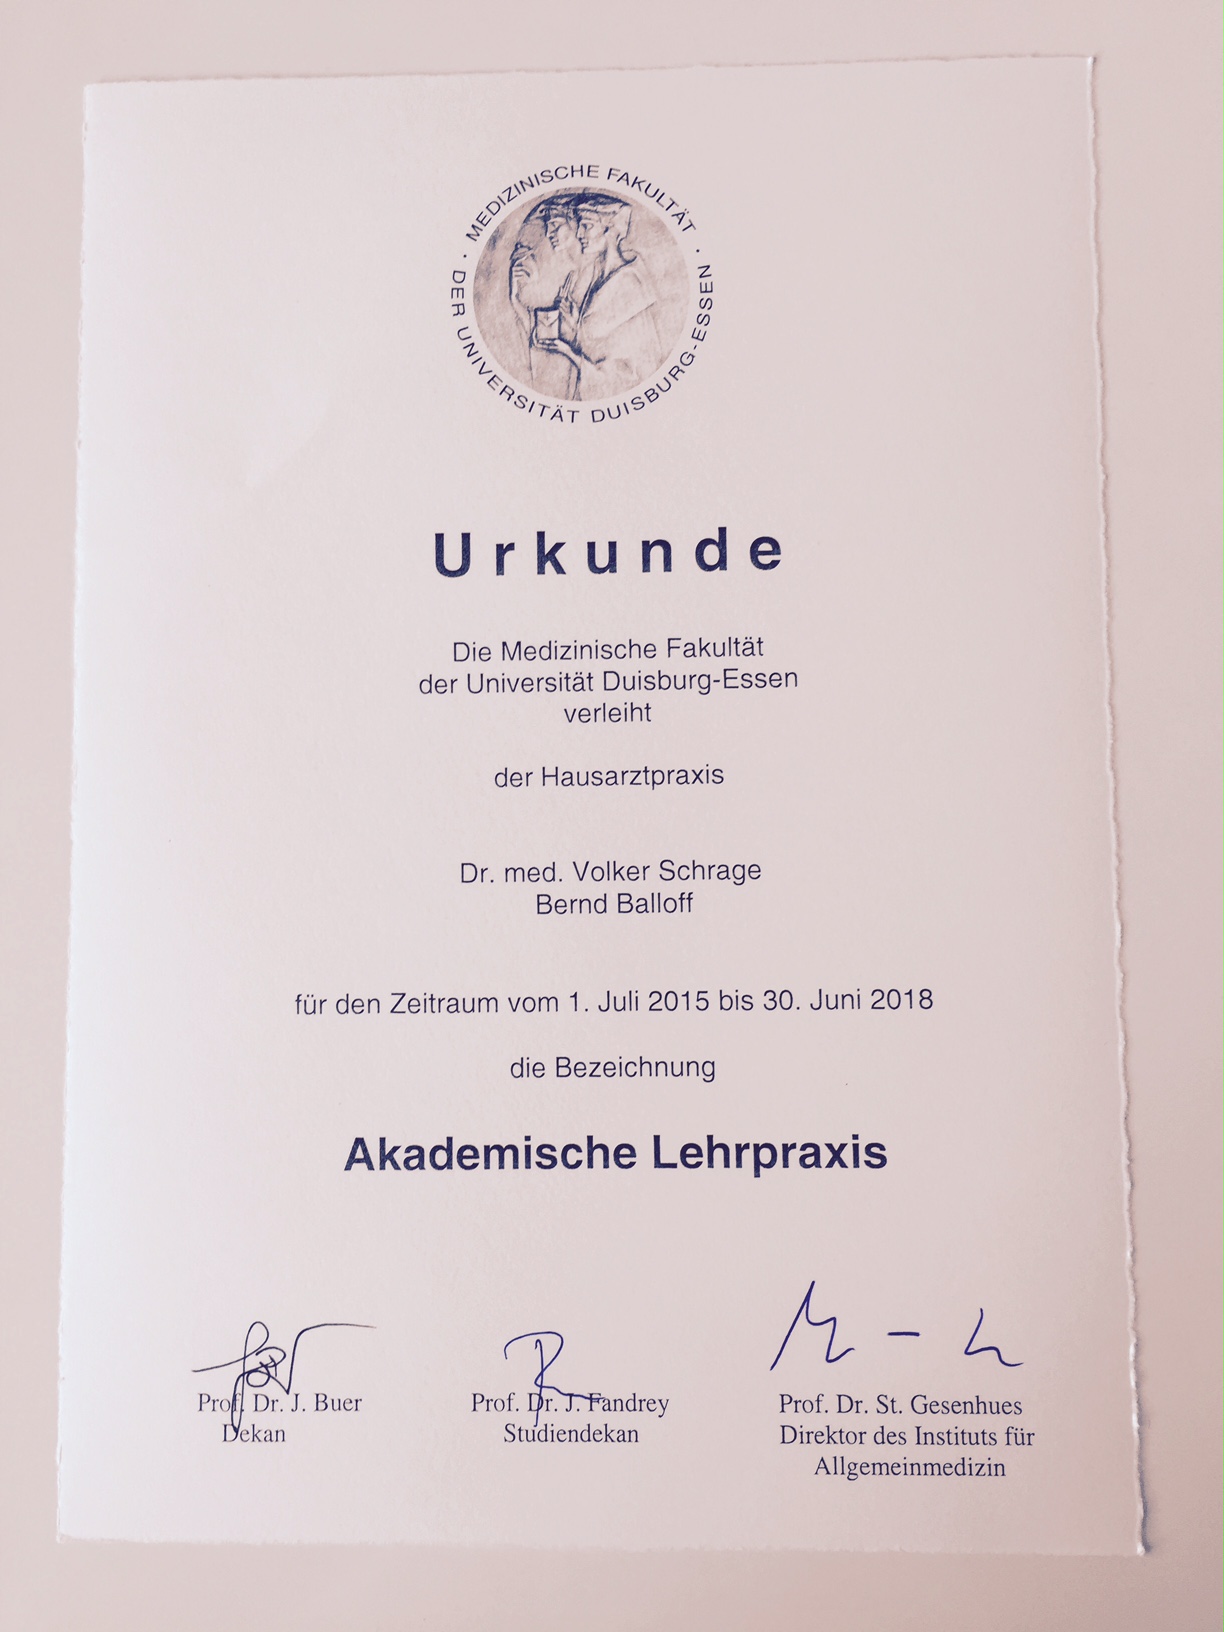 · MEDIZINISCHE FAKULTÄT ·
DER UNIVERSITÄT DUISBURG-ESSEN
Urkunde
Die Medizinische Fakultät
der Universität Duisburg-Essen
verleiht
der Hausarztpraxis
Dr. med. Volker Schrage
Bernd Balloff
für den Zeitraum vom 1. Juli 2015 bis 30. Juni 2018
die Bezeichnung
Akademische Lehrpraxis
Prof. Dr. J. Buer
Dekan
Prof. Dr. J. Fandrey
Studiendekan
Prof. Dr. St. Gesenhues
Direktor des Instituts für
Allgemeinmedizin